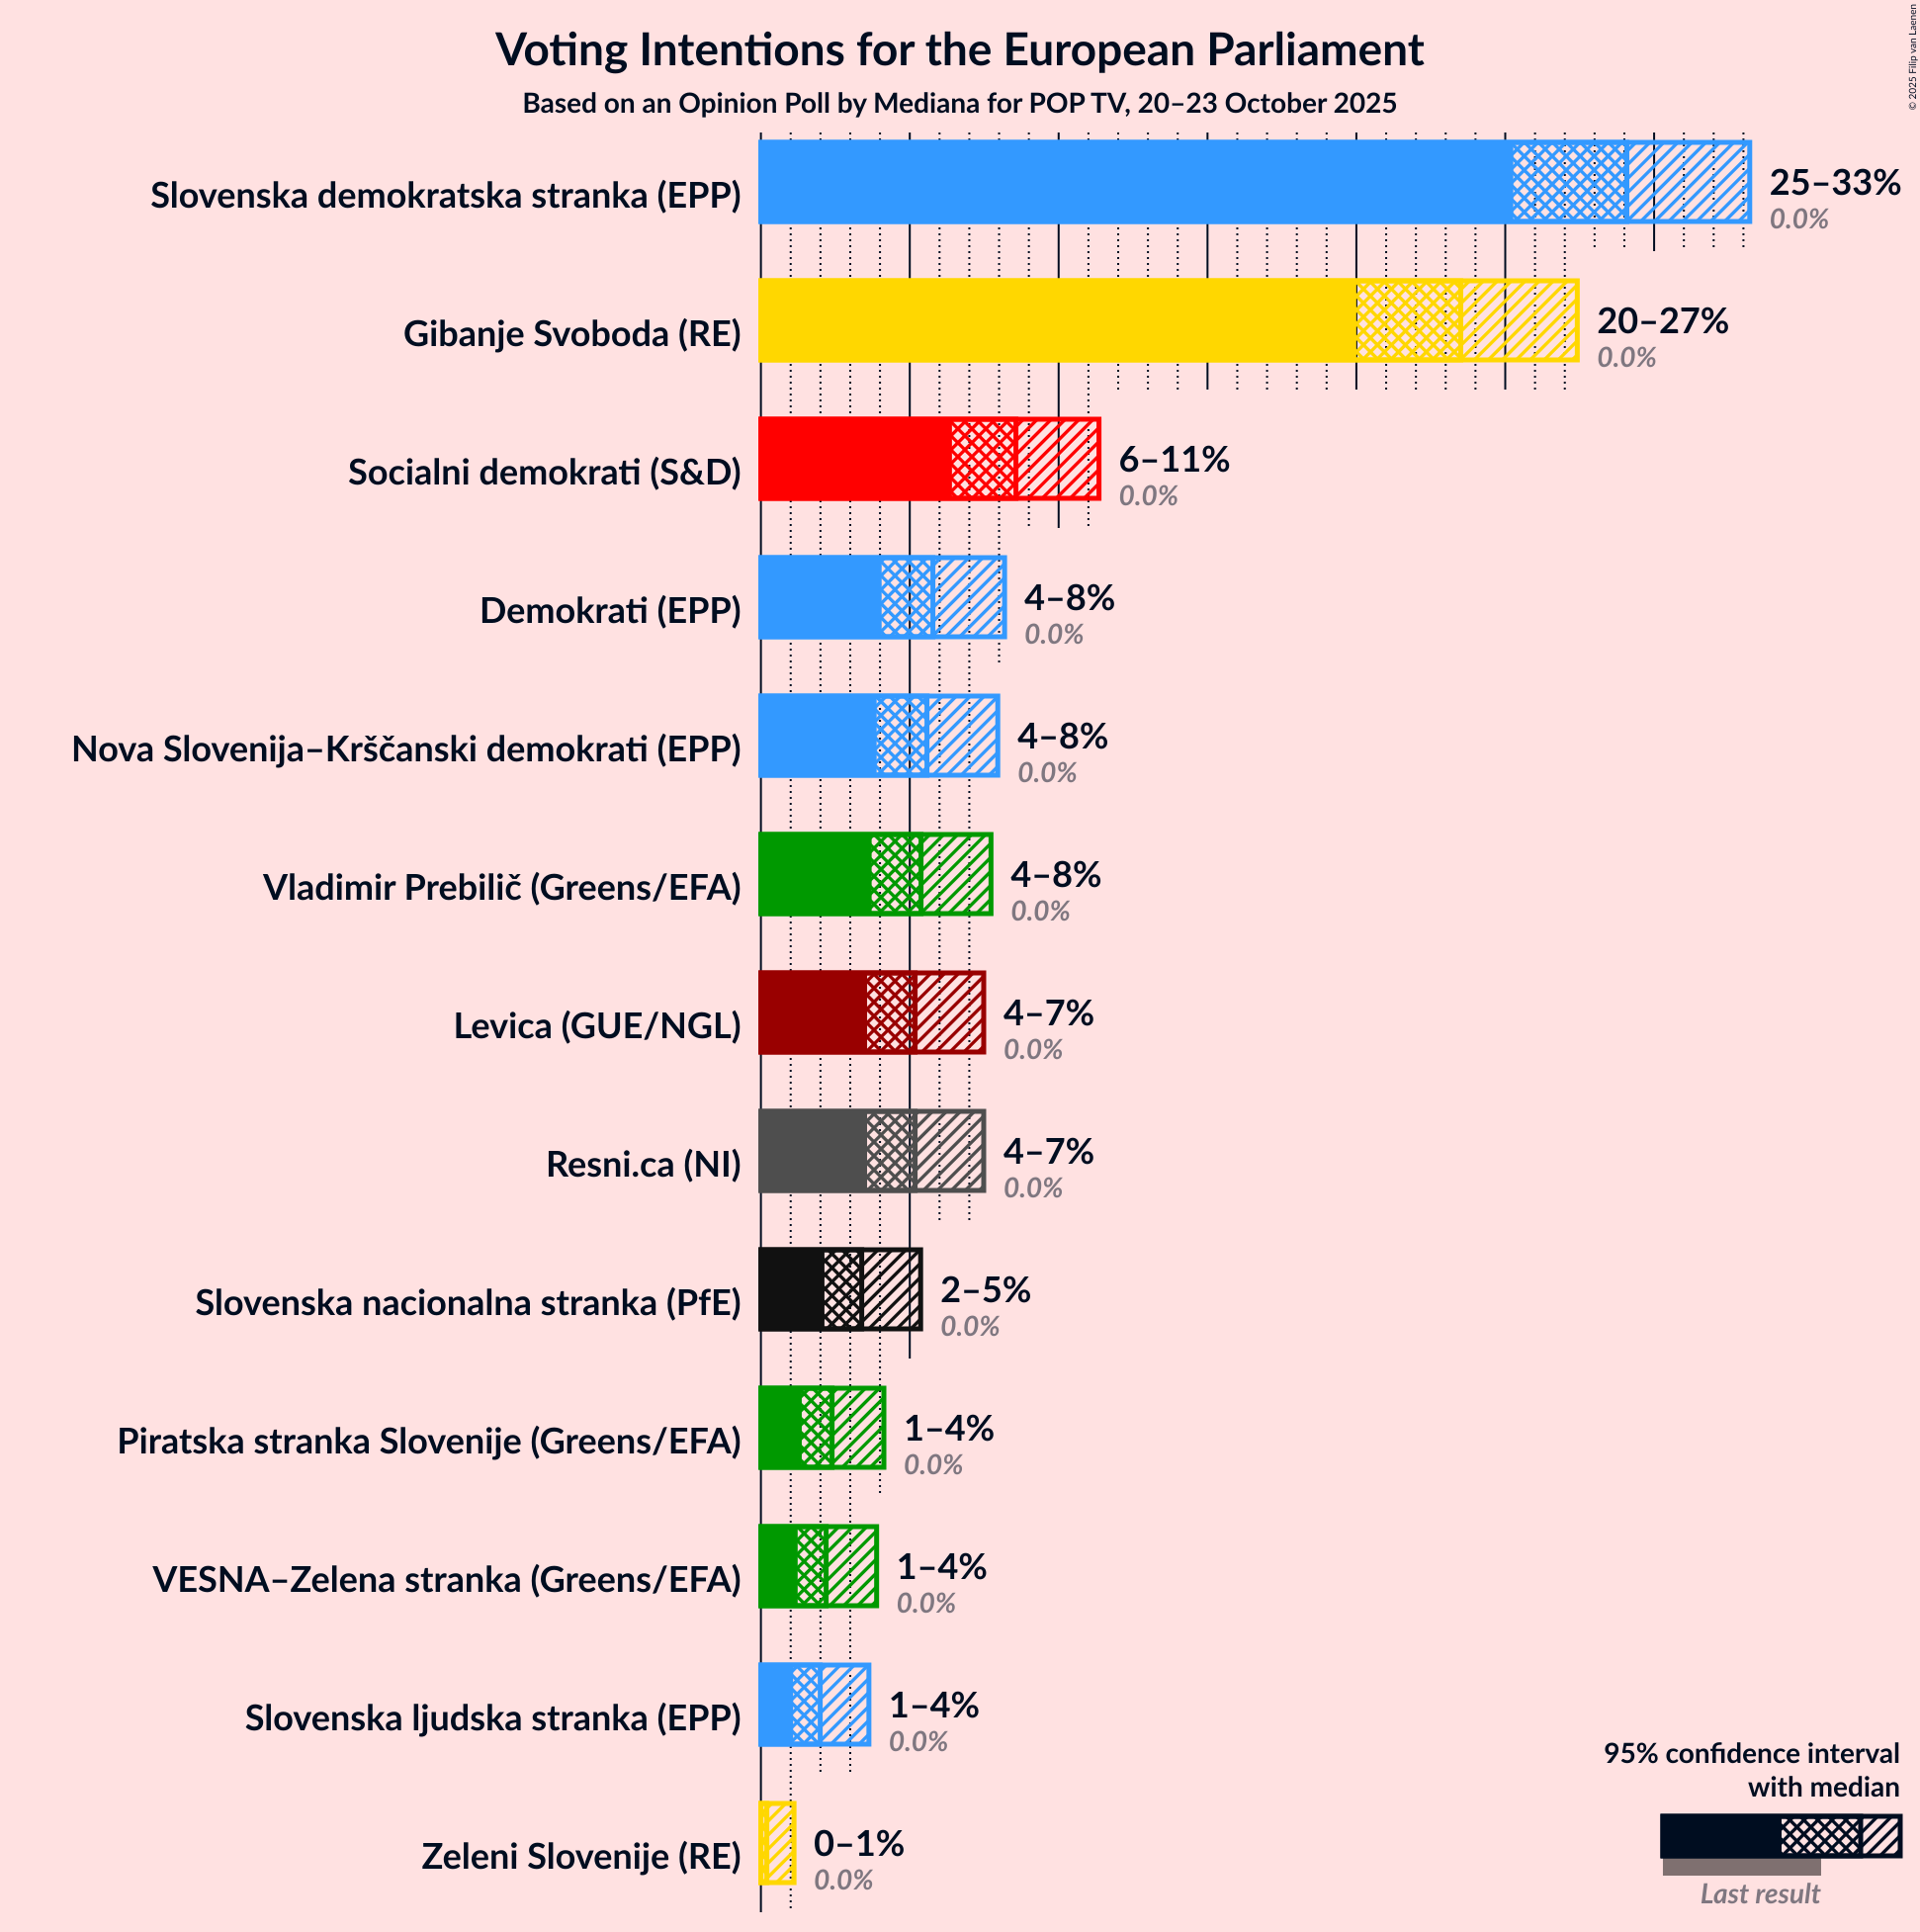 Voting Intentions for the European Parliament
Based on an Opinion Poll by Mediana for POP TV, 20–23 October 2025
© 2025 Filip van Laenen
Slovenska demokratska stranka (EPP)
25–33%
0.0%
Gibanje Svoboda (RE)
20–27%
0.0%
Socialni demokrati (S&D)
6–11%
0.0%
Demokrati (EPP)
4–8%
0.0%
Nova Slovenija–Krščanski demokrati (EPP)
4–8%
0.0%
Vladimir Prebilič (Greens/EFA)
4–8%
0.0%
Levica (GUE/NGL)
4–7%
0.0%
Resni.ca (NI)
4–7%
0.0%
Slovenska nacionalna stranka (PfE)
2–5%
0.0%
Piratska stranka Slovenije (Greens/EFA)
1–4%
0.0%
VESNA–Zelena stranka (Greens/EFA)
1–4%
0.0%
Slovenska ljudska stranka (EPP)
1–4%
0.0%
Zeleni Slovenije (RE)
0–1%
0.0%
95% confidence interval
with median
Last result